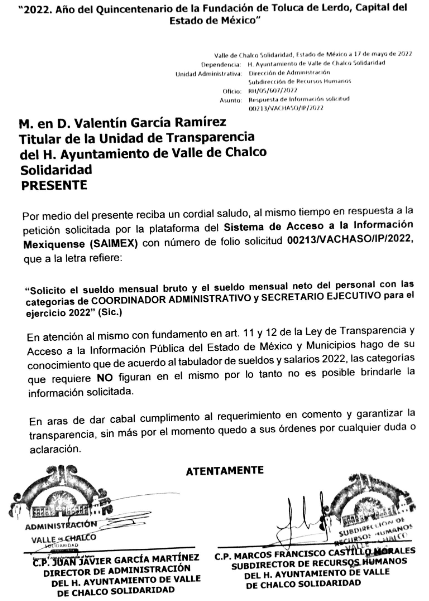 "2022. Año del Quincentenario de la Fundación de Toluca de Lerdo, Capital del
Estado de México"
Valle de Chalco Solidaridad, Estado de México a 17 de mayo de 2022
Dependencia: H. Ayuntamiento de Valle de Chalco Solidaridad
Unidad Administrativa: Dirección de Administración
Subdirección de Recursos Humanos
Oficio: RH/05/607/2022
Asunto: Respuesta de Información solicitud
00213/VACHASO/IP/2022
M. en D. Valentín García Ramírez
Titular de la Unidad de Transparencia
del H. Ayuntamiento de Valle de Chalco
Solidaridad
PRESENTE
Por medio del presente reciba un cordial saludo, al mismo tiempo en respuesta a la
petición solicitada por la plataforma del Sistema de Acceso a la Información
Mexiquense (SAIMEX) con número de folio solicitud 00213/VACHASO/IP/2022,
que a la letra refiere:
"Solicito el sueldo mensual bruto y el sueldo mensual neto del personal con las
categorias de COORDINADOR ADMINISTRATIVO y SECRETARIO EJECUTIVO para el
ejercicio 2022" (Sic.)
En atención al mismo con fundamento en art. 11 y 12 de la Ley de Transparencia y
Acceso a la Información Pública del Estado de México y Municipios hago de su
conocimiento que de acuerdo al tabulador de sueldos y salarios 2022, las categorías
que requiere NO figuran en el mismo por lo tanto no es posible brindarle la
información solicitada.
En aras de dar cabal cumplimento al requerimiento en comento y garantizar la
transparencia, sin más por el momento quedo a sus órdenes por cualquier duda o
aclaración.
ATENTAMENTE
ADMINISTRACIÓN
VALLE DE CHALCO
SOLIDARIDAD
C.P. JUAN JAVIER GARCÍA MARTÍNEZ
DIRECTOR DE ADMINISTRACIÓN
DEL H. AYUNTAMIENTO DE VALLE
DE CHALCO SOLIDARIDAD
SUBDIRECCIÓN DE
RECURSOS HUMANOS
CHALCO
C.P. MARCOS FRANCISCO CASTILLO MORALES
SUBDIRECTOR DE RECURSOS HUMANOS
DEL H. AYUNTAMIENTO DE VALLE
DE CHALCO SOLIDARIDAD